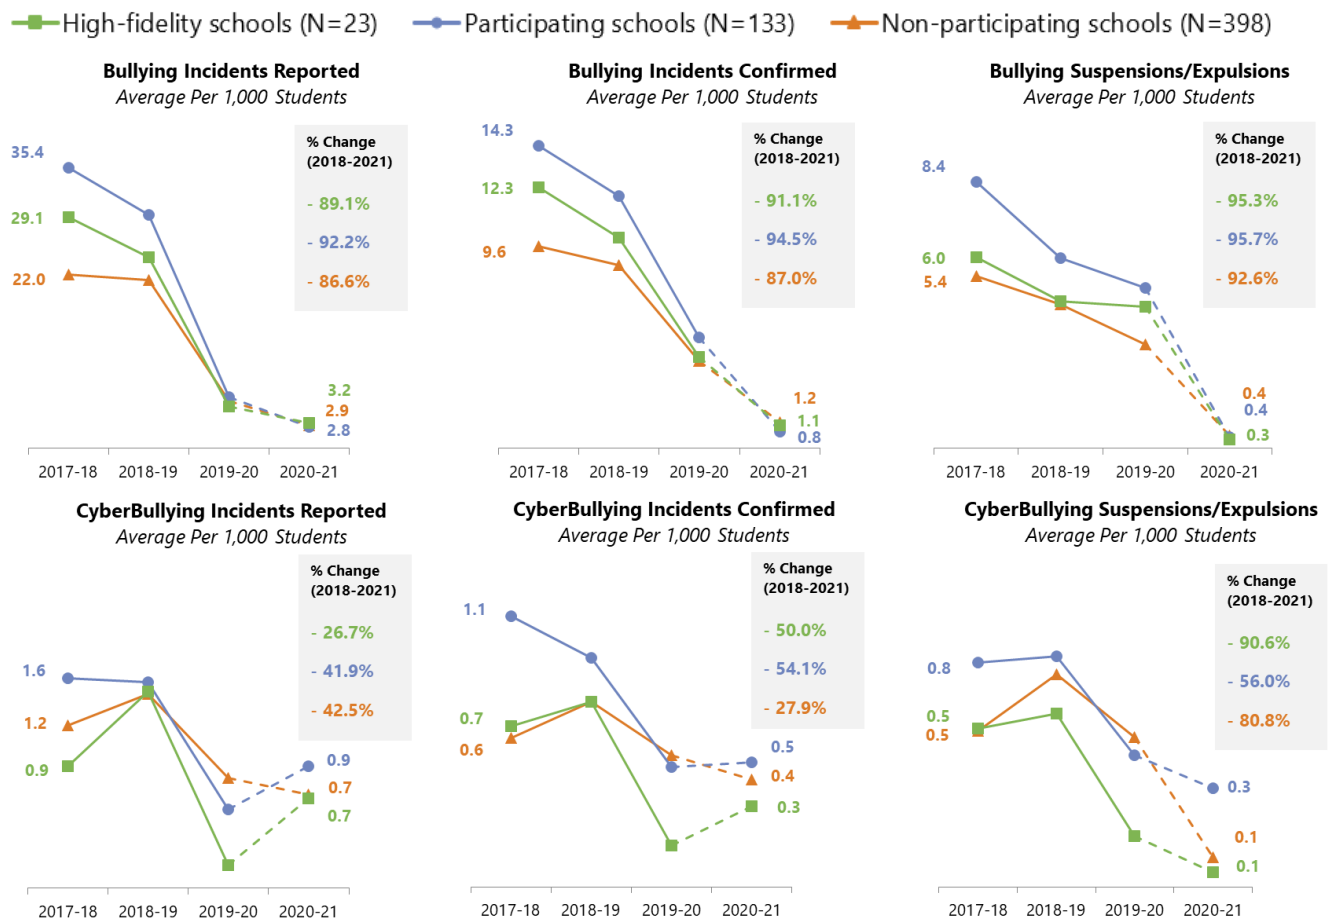 High-fidelity schools (N=23) Participating schools (N=133) Non-participating schools (N=398)
Bullying Incidents Reported
Average Per 1,000 Students
% Change
(2018-2021)
- 89.1%
- 92.2%
- 86.6%
35.4
29.1
22.0
3.2
2.9
2.8
2017-18 2018-19 2019-20 2020-21
Bullying Incidents Confirmed
Average Per 1,000 Students
% Change
(2018-2021)
- 91.1%
- 94.5%
- 87.0%
14.3
12.3
9.6
1.2
1.1
0.8
2017-18 2018-19 2019-20 2020-21
Bullying Suspensions/Expulsions
Average Per 1,000 Students
% Change
(2018-2021)
- 95.3%
- 95.7%
- 92.6%
8.4
6.0
5.4
0.4
0.4
0.3
2017-18 2018-19 2019-20 2020-21
CyberBullying Incidents Reported
Average Per 1,000 Students
% Change
(2018-2021)
- 26.7%
- 41.9%
- 42.5%
1.6
1.2
0.9
0.9
0.7
0.7
2017-18 2018-19 2019-20 2020-21
CyberBullying Incidents Confirmed
Average Per 1,000 Students
% Change
(2018-2021)
- 50.0%
- 54.1%
- 27.9%
1.1
0.7
0.6
0.5
0.4
0.3
2017-18 2018-19 2019-20 2020-21
CyberBullying Suspensions/Expulsions
Average Per 1,000 Students
% Change
(2018-2021)
- 90.6%
- 56.0%
- 80.8%
0.8
0.5
0.5
0.3
0.1
0.1
2017-18 2018-19 2019-20 2020-21